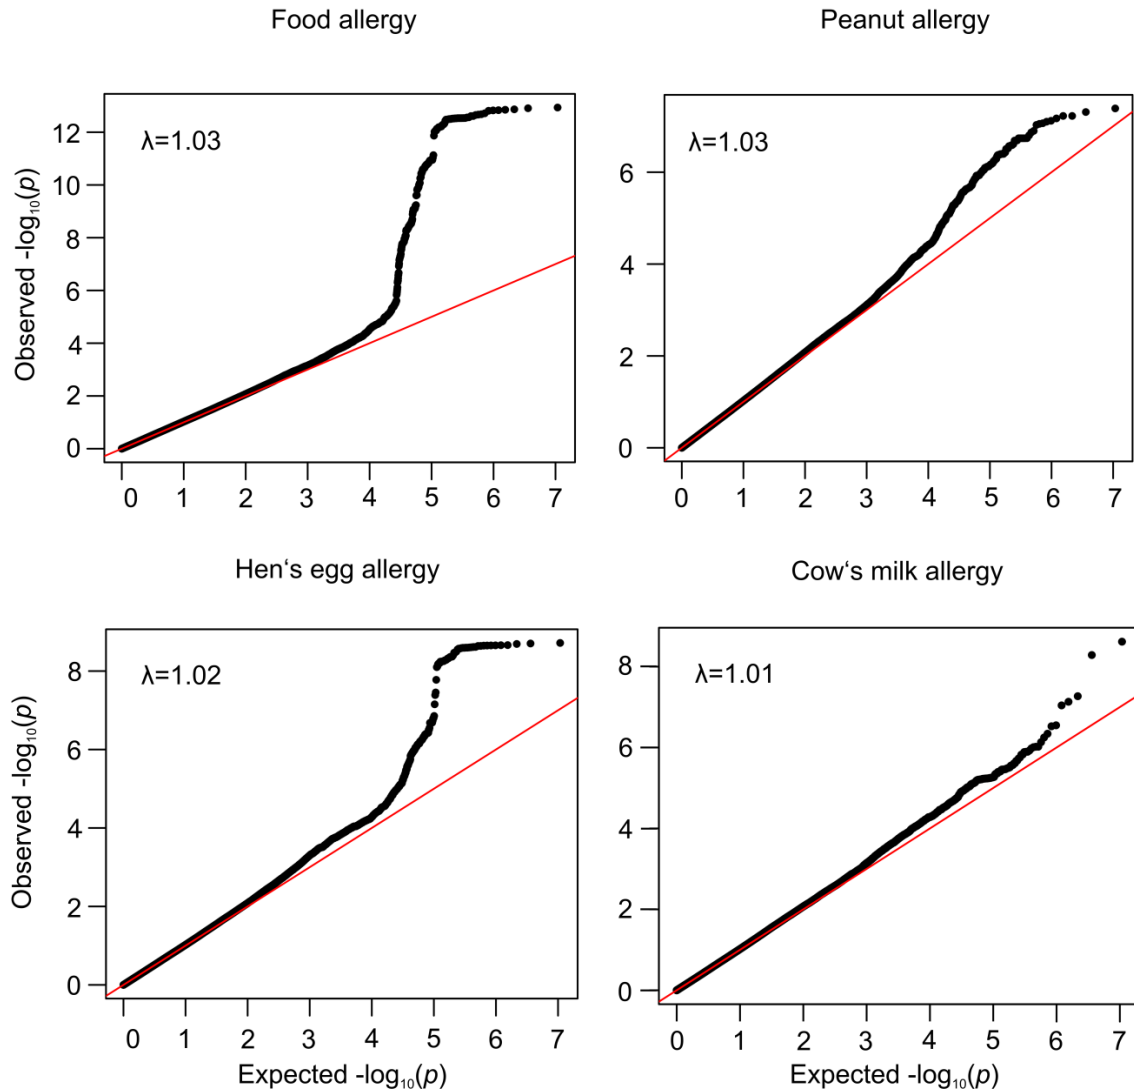 Food allergy
Peanut allergy
λ=1.03
λ=1.03
Observed -log₁₀(p)
12
10
8
6
4
2
0
6
4
2
0
0 1 2 3 4 5 6 7
0 1 2 3 4 5 6 7
Hen‘s egg allergy
Cow‘s milk allergy
λ=1.02
λ=1.01
Observed -log₁₀(p)
8
6
4
2
0
8
6
4
2
0
0 1 2 3 4 5 6 7
0 1 2 3 4 5 6 7
Expected -log₁₀(p)
Expected -log₁₀(p)